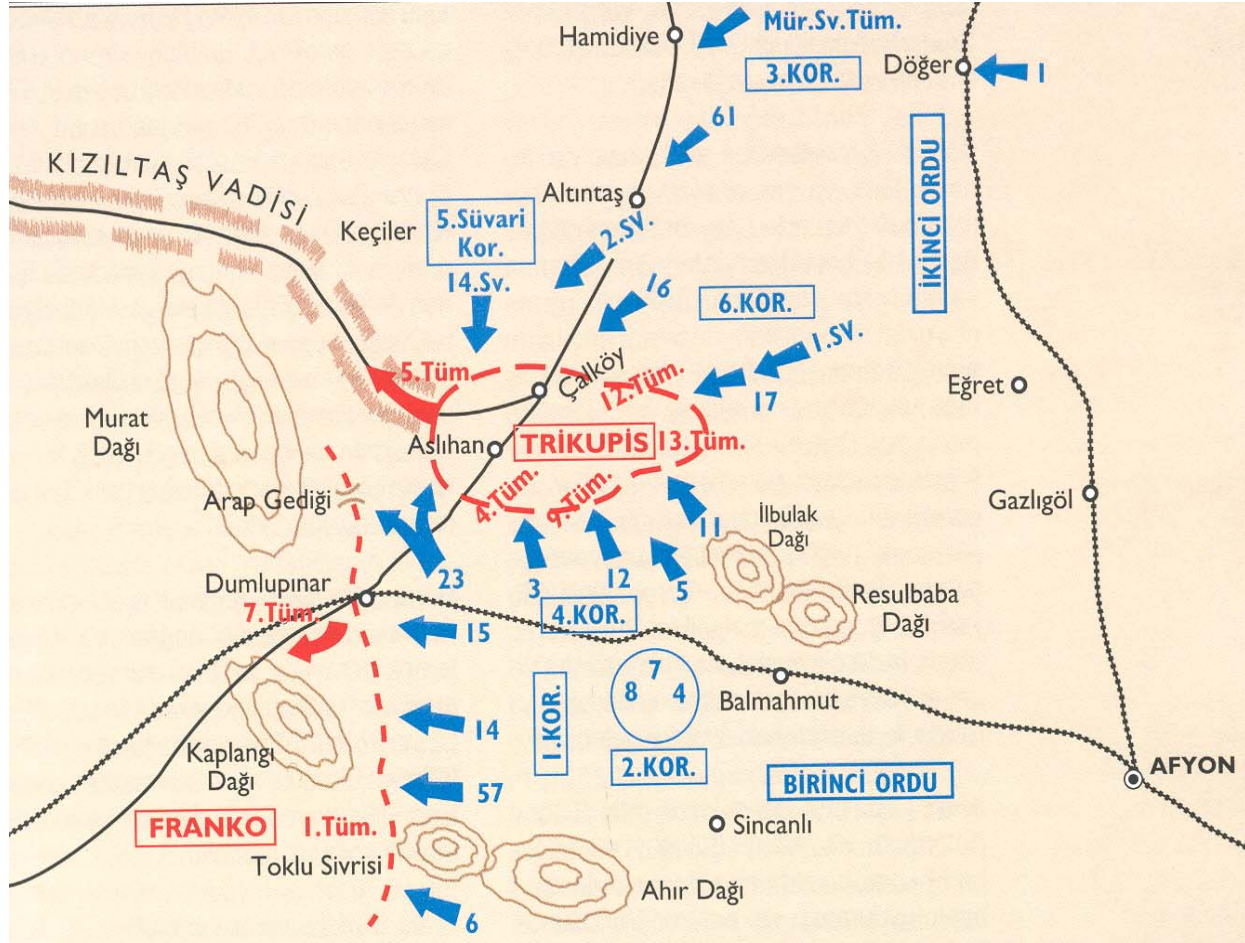 Hamidiye
Mür.Sv.Tüm.
3.KOR.
Döğer
1
61
İKİNCİ ORDU
KIZILTAŞ VADİSİ
Altıntaş
Keçiler
5.Süvari
Kor.
14.Sv.
2.SV.
16
6.KOR.
1.SV.
5.Tüm.
Çalköy
12.Tüm.
17
Eğret
Murat
Dağı
Aslıhan
TRİKUPİS
13.Tüm.
4.Tüm.
9.Tüm.
Arap Gediği
11
İlbulak
Dağı
Gazlıgöl
Dumlupınar
23
3
12
5
Resulbaba
Dağı
7.Tüm.
15
4.KOR.
7
8
4
Balmahmut
1.KOR.
14
Kaplangı
Dağı
2.KOR.
BİRİNCİ ORDU
AFYON
57
FRANKO
1.Tüm.
Sincanlı
Toklu Sivrisi
Ahır Dağı
6